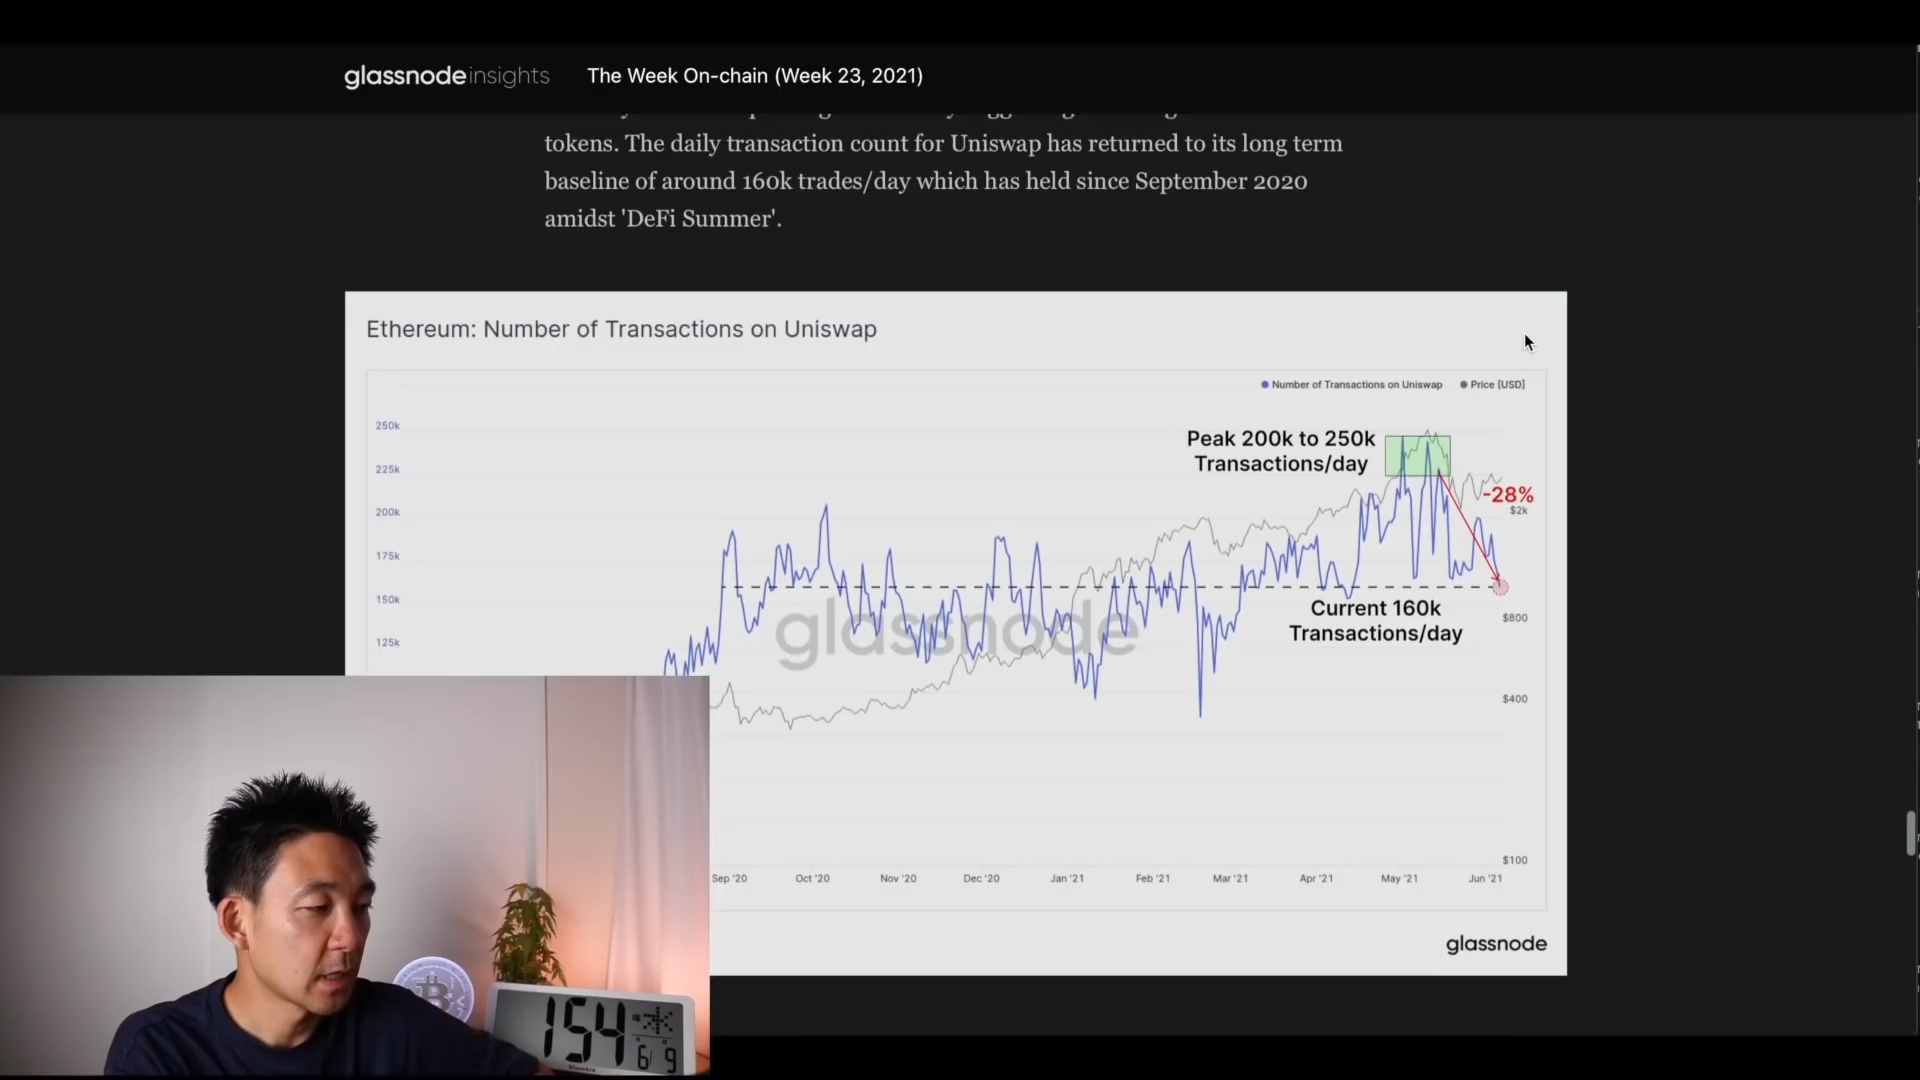 glassnode insights The Week On-chain (Week 23, 2021)
tokens. The daily transaction count for Uniswap has returned to its long term
baseline of around 160k trades/day which has held since September 2020
amidst 'DeFi Summer'.
Ethereum: Number of Transactions on Uniswap
Number of Transactions on Uniswap Price [USD]
250k
Peak 200k to 250k
Transactions/day
225k
-28%
$2k
200k
175k
150k
Current 160k
Transactions/day
$800
125k
glassnode
$400
$100
Sep '20 Oct '20 Nov '20 Dec '20 Jan '21 Feb '21 Mar '21 Apr '21 May '21 Jun '21
glassnode
154
水
6/9